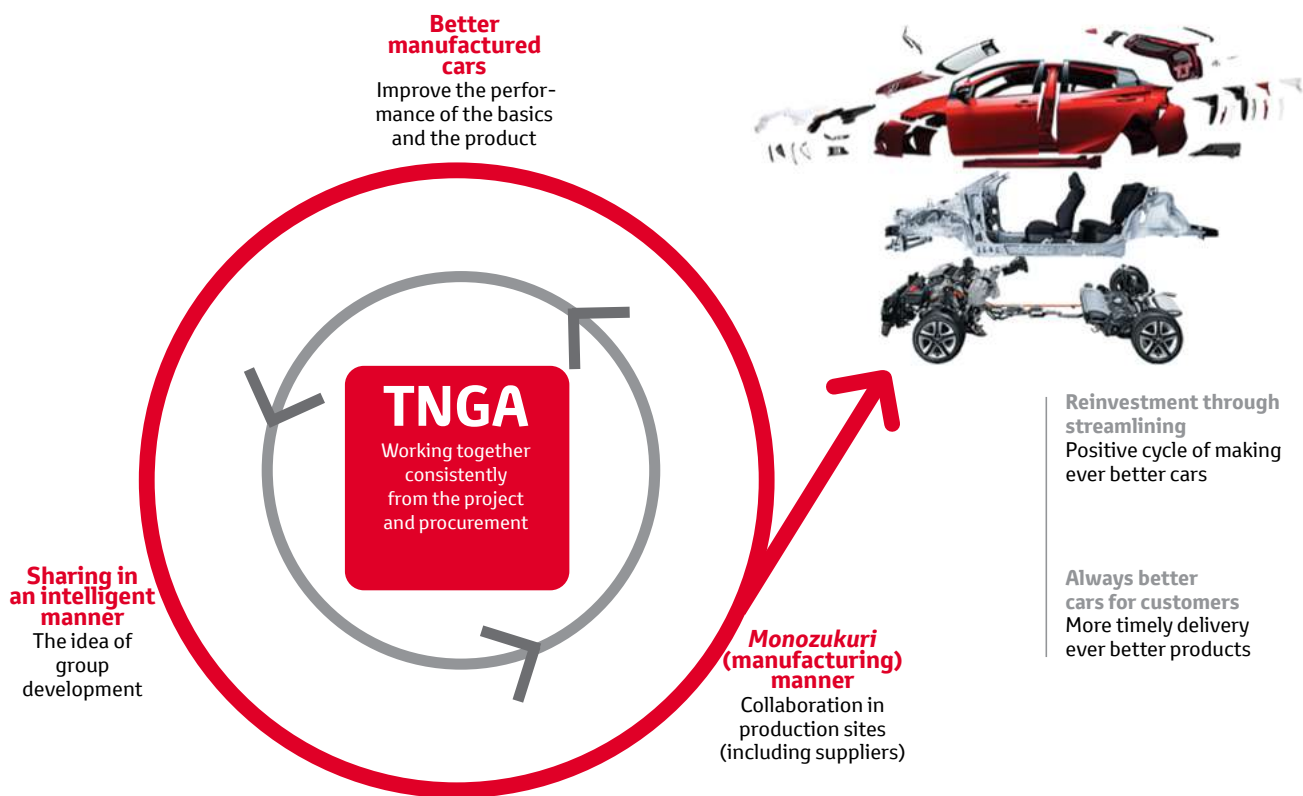 Better
manufactured
cars
Improve the perfor-
mance of the basics
and the product
TNGA
Working together
consistently
from the project
and procurement
Sharing in
an intelligent
manner
The idea of
group
development
Monozukuri
(manufacturing)
manner
Collaboration in
production sites
(including suppliers)
Reinvestment through
streamlining
Positive cycle of making
ever better cars
Always better
cars for customers
More timely delivery
ever better products